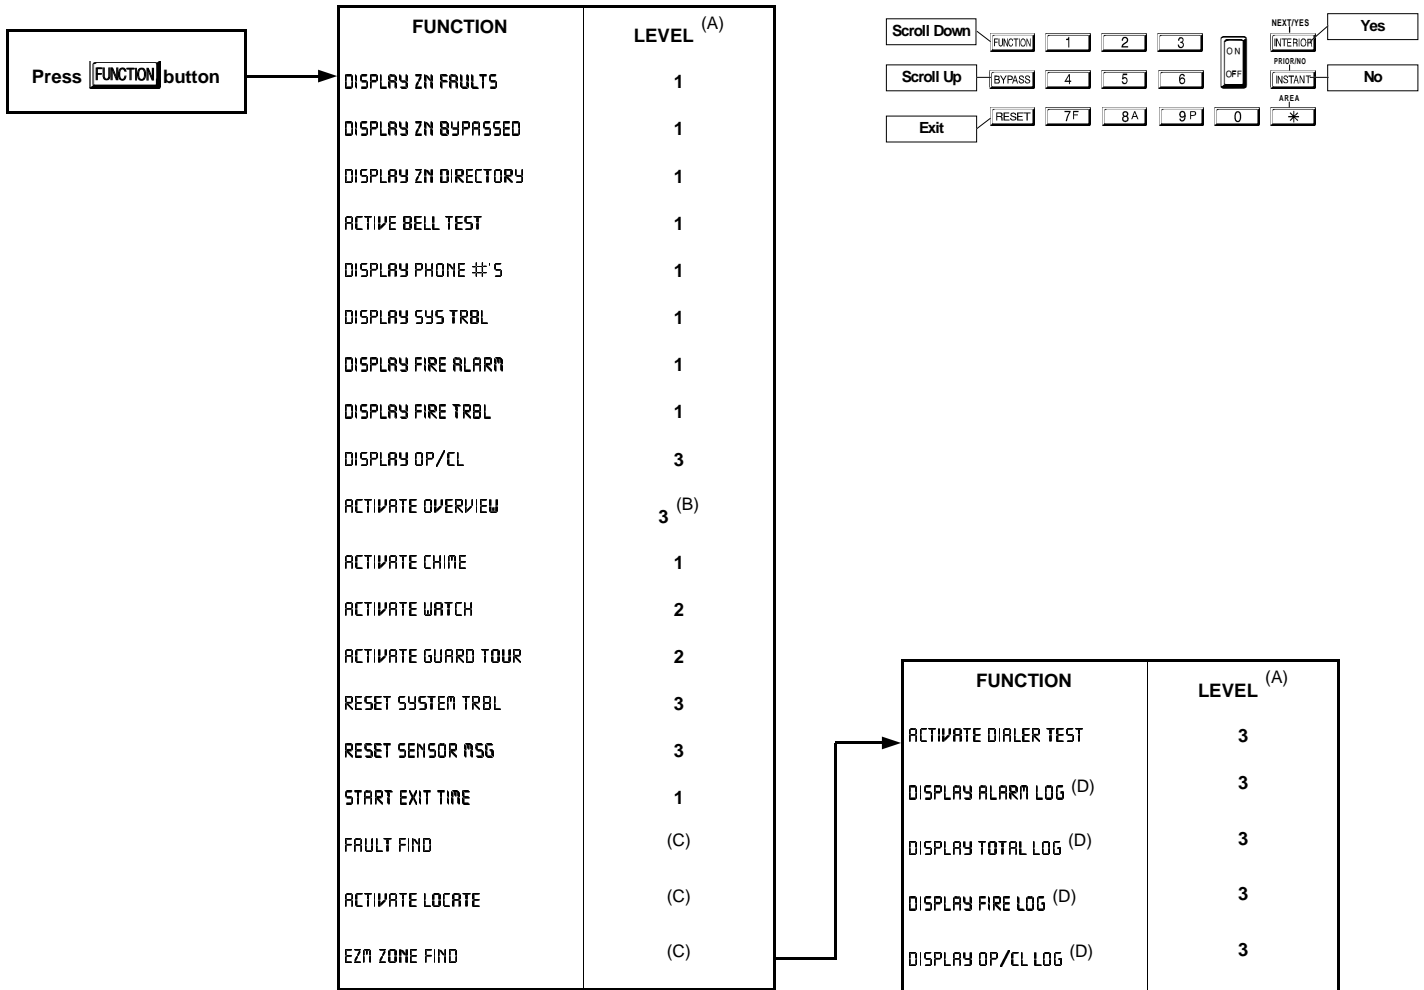 Press FUNCTION button
FUNCTION LEVEL (A)
DISPLAY ZN FAULTS 1
DISPLAY ZN BYPASSED 1
DISPLAY ZN DIRECTORY 1
ACTIVE BELL TEST 1
DISPLAY PHONE #'S 1
DISPLAY SYS TRBL 1
DISPLAY FIRE ALARM 1
DISPLAY FIRE TRBL 1
DISPLAY OP/CL 3
ACTIVATE OVERVIEW 3 (B)
ACTIVATE CHIME 1
ACTIVATE WATCH 2
ACTIVATE GUARD TOUR 2
RESET SYSTEM TRBL 3
RESET SENSOR MSG 3
START EXIT TIME 1
FAULT FIND (C)
ACTIVATE LOCATE (C)
EZM ZONE FIND (C)
NEXT/YES
Scroll Down FUNCTION 1 2 3 ON INTERIOR Yes
PRIOR/NO
Scroll Up BYPASS 4 5 6 OFF INSTANT No
AREA
Exit RESET 7 F 8 A 9 P 0 *
FUNCTION LEVEL (A)
ACTIVATE DIALER TEST 3
DISPLAY ALARM LOG (D) 3
DISPLAY TOTAL LOG (D) 3
DISPLAY FIRE LOG (D) 3
DISPLAY OP/CL LOG (D) 3